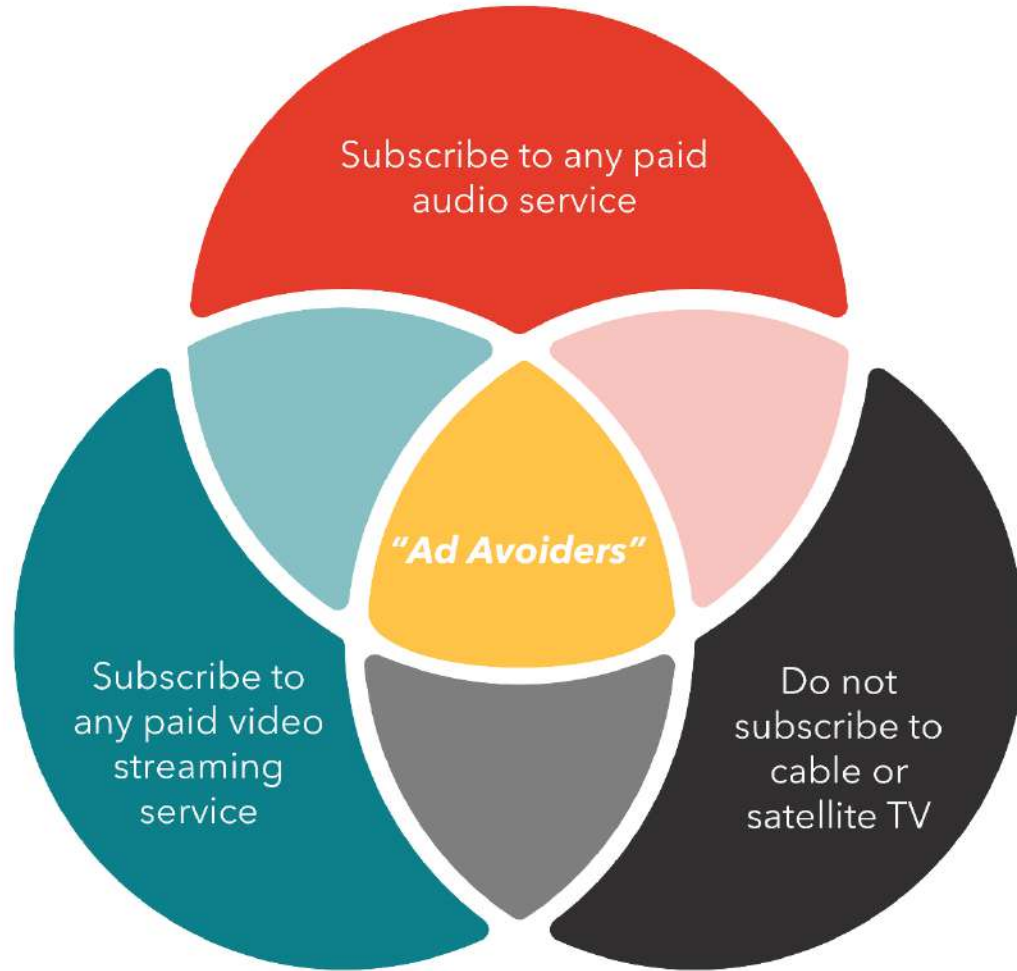 Subscribe to any paid
audio service
“Ad Avoiders”
Subscribe to
any paid video
streaming
service
Do not
subscribe to
cable or
satellite TV